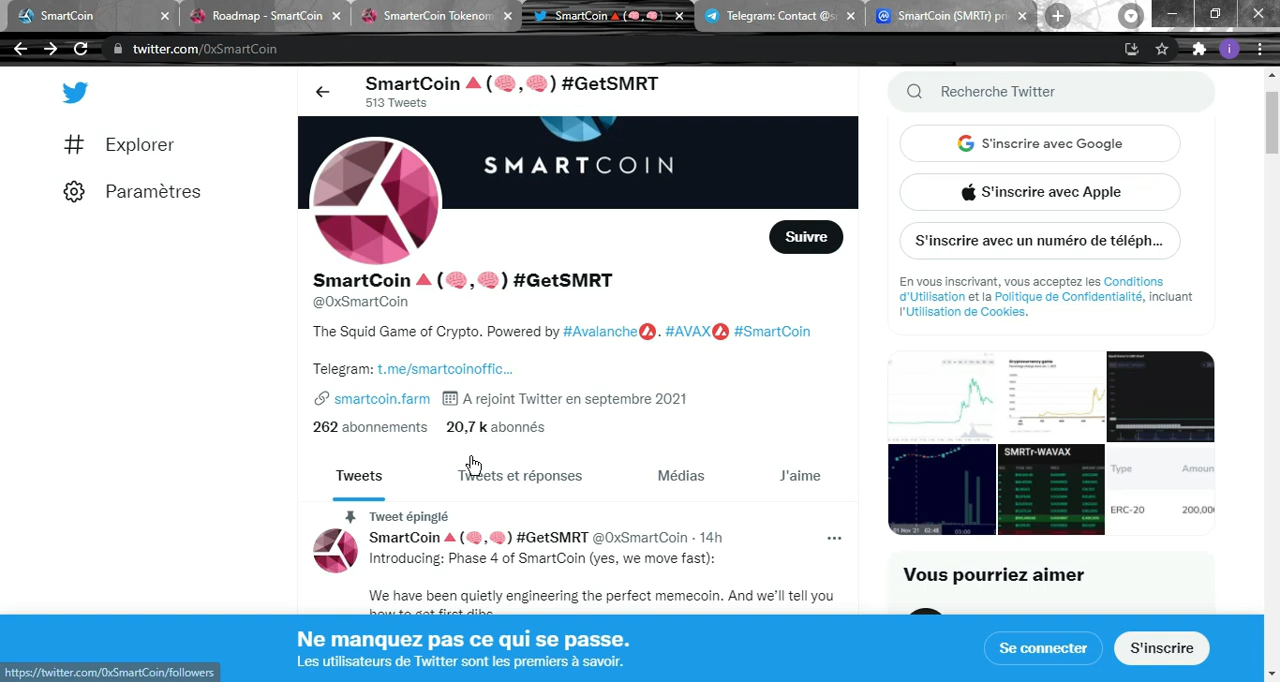 SmartCoin
Roadmap - SmartCoin
SmarterCoin Tokenom
SmartCoin🔺(🧠,🧠)
Telegram: Contact @s
SmartCoin (SMRTr) pri
twitter.com/0xSmartCoin
i
SmartCoin🔺(🧠,🧠) #GetSMRT
513 Tweets
Recherche Twitter
Explorer
Paramètres
SMARTCOIN
Suivre
SmartCoin🔺(🧠,🧠) #GetSMRT
@0xSmartCoin
The Squid Game of Crypto. Powered by #Avalanche. #AVAX #SmartCoin
Telegram: t.me/smartcoinoffic...
smartcoin.farm A rejoint Twitter en septembre 2021
262 abonnements 20,7 k abonnés
Tweets Tweets et réponses Médias J'aime
Tweet épinglé
SmartCoin🔺(🧠,🧠) #GetSMRT @0xSmartCoin · 14h
Introducing: Phase 4 of SmartCoin (yes, we move fast):
We have been quietly engineering the perfect memecoin. And we'll tell you
how to get first dibs
S'inscrire avec Google
S'inscrire avec Apple
S'inscrire avec un numéro de téléph...
En vous inscrivant, vous acceptez les Conditions
d'Utilisation et la Politique de Confidentialité, incluant
l'Utilisation de Cookies.
SMRTr-WAVAX
Type Amoun
ERC-20 200,00
Vous pourriez aimer
Ne manquez pas ce qui se passe.
Les utilisateurs de Twitter sont les premiers à savoir.
Se connecter
S'inscrire
https://twitter.com/0xSmartCoin/followers